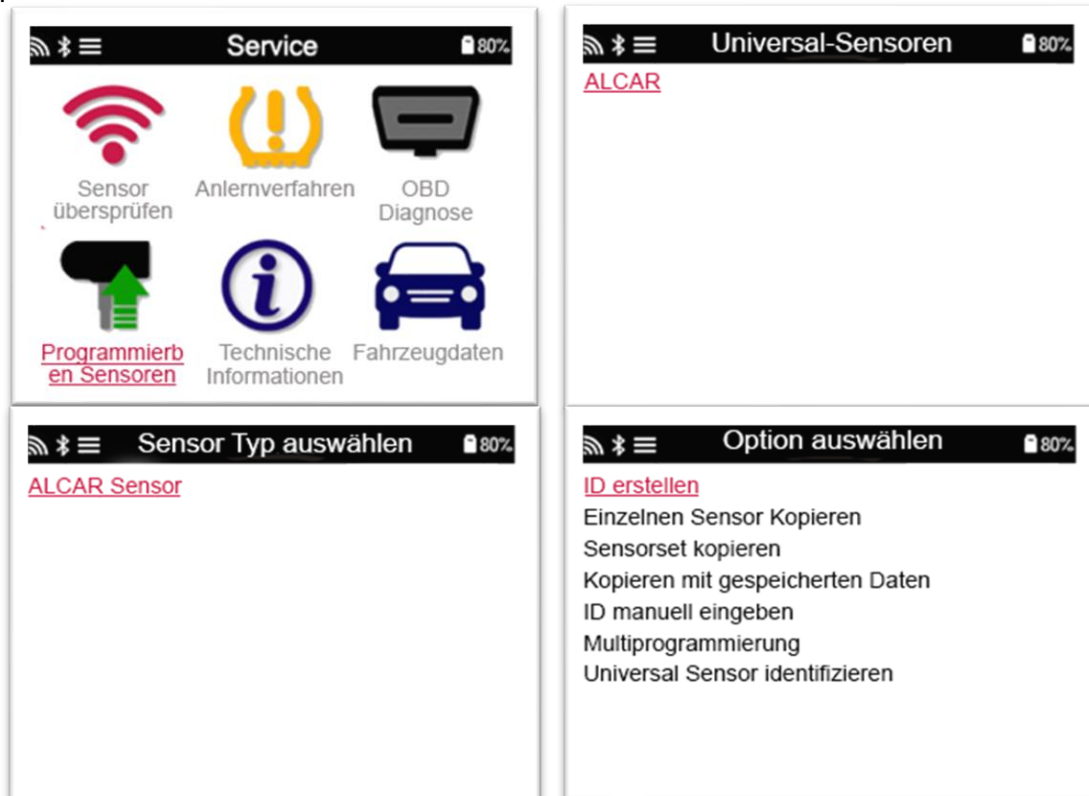 Service
80%
Sensor
übersprüfen
Anlernverfahren
OBD
Diagnose
Programmierb
en Sensoren
Technische
Informationen
Fahrzeugdaten
Universal-Sensoren
80%
ALCAR
Sensor Typ auswählen
80%
ALCAR Sensor
Option auswählen
80%
ID erstellen
Einzelnen Sensor Kopieren
Sensorset kopieren
Kopieren mit gespeicherten Daten
ID manuell eingeben
Multiprogrammierung
Universal Sensor identifizieren